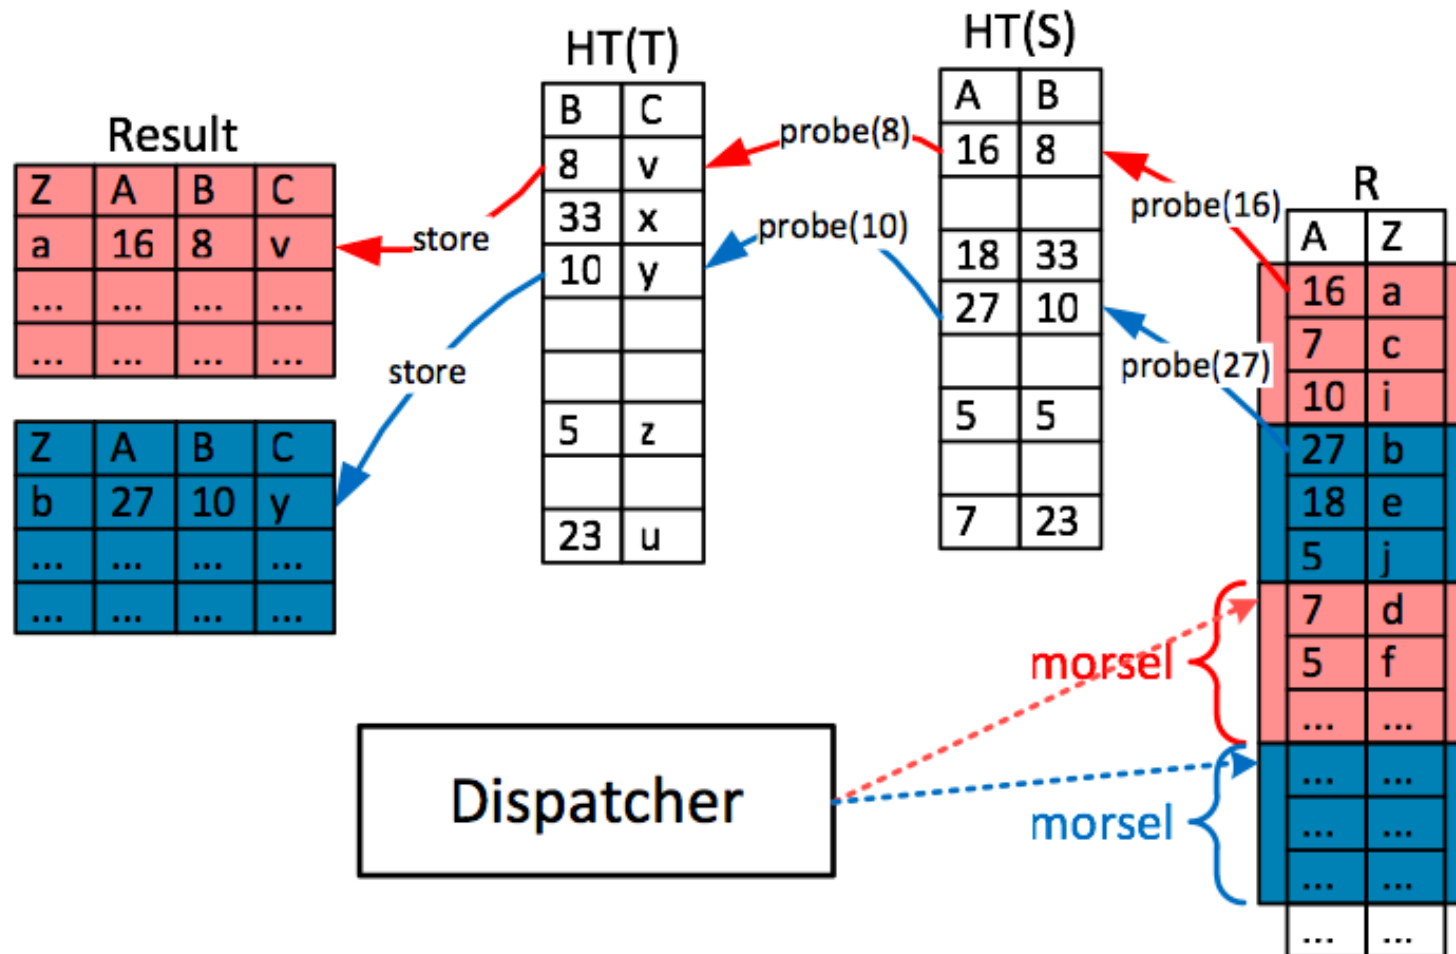 Result
Z A B C
a 16 8 v
... ... ... ...
... ... ... ...
Z A B C
b 27 10 y
... ... ... ...
... ... ... ...
store
store
HT(T)
B C
8 v
33 x
10 y
5 z
23 u
probe(8)
probe(10)
HT(S)
A B
16 8
18 33
27 10
5 5
7 23
probe(16)
probe(27)
R
A Z
16 a
7 c
10 i
27 b
18 e
5 j
7 d
5 f
... ...
... ...
... ...
... ...
... ...
morsel
morsel
Dispatcher